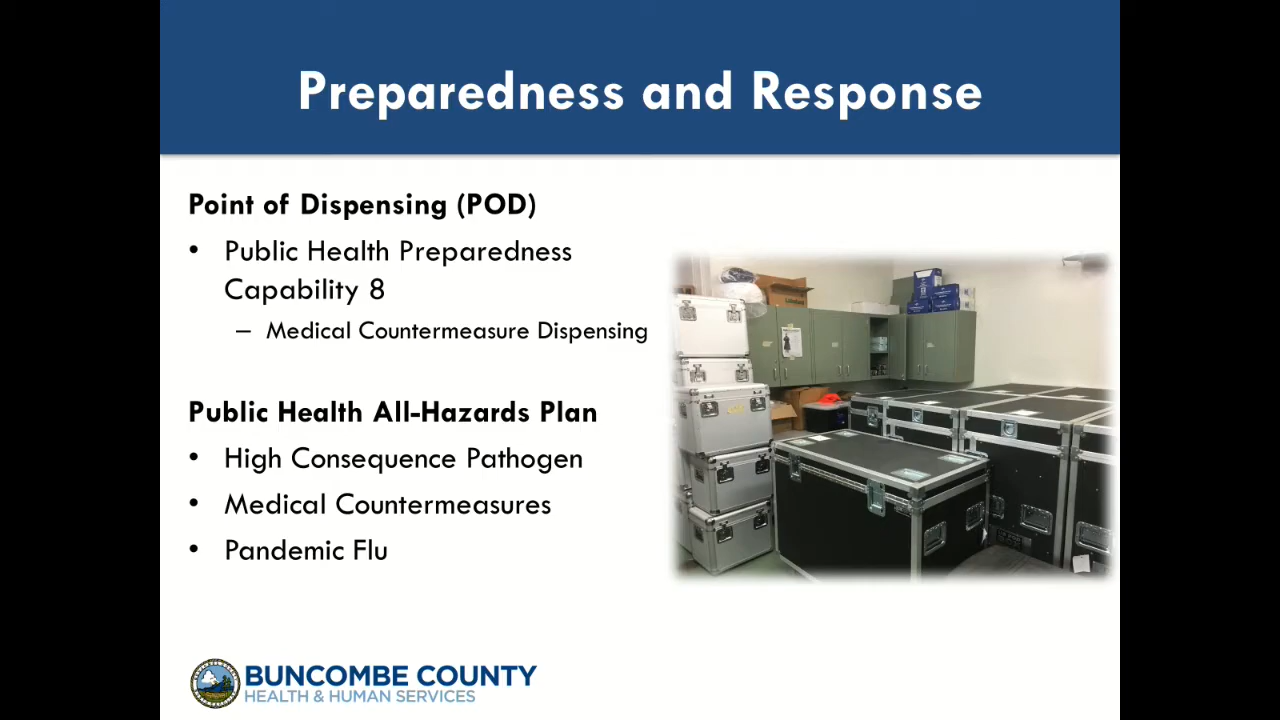 Preparedness and Response
Point of Dispensing (POD)
• Public Health Preparedness
Capability 8
– Medical Countermeasure Dispensing
Public Health All-Hazards Plan
• High Consequence Pathogen
• Medical Countermeasures
• Pandemic Flu
BUNCOMBE COUNTY
HEALTH & HUMAN SERVICES